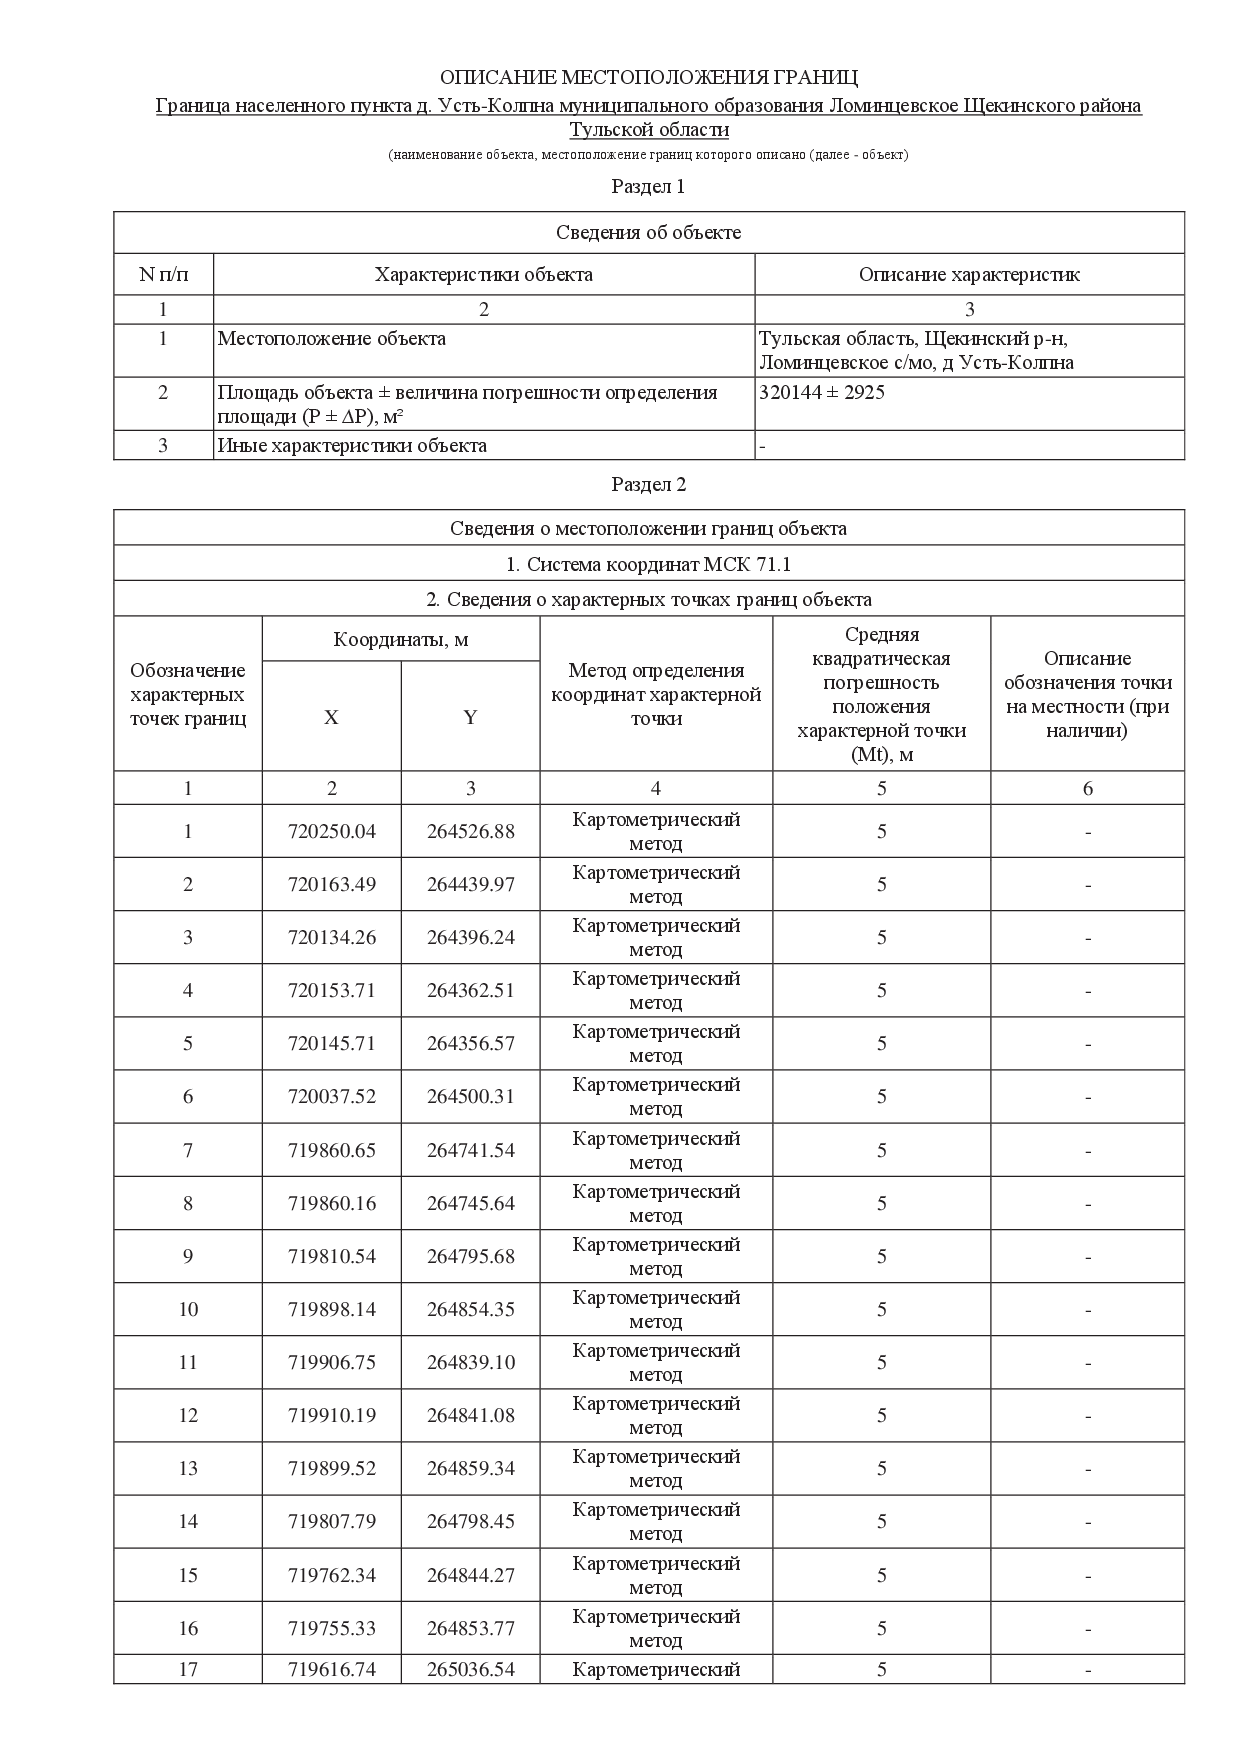 ОПИСАНИЕ МЕСТОПОЛОЖЕНИЯ ГРАНИЦ
Граница населенного пункта д. Усть-Колпна муниципального образования Ломинцевское Щекинского района
Тульской области
(наименование объекта, местоположение границ которого описано (далее - объект)
Раздел 1
Сведения об объекте
N п/п Характеристики объекта Описание характеристик
1 2 3
1 Местоположение объекта Тульская область, Щекинский р-н,
Ломинцевское с/мо, д Усть-Колпна
2 Площадь объекта ± величина погрешности определения 320144 ± 2925
площади (P ± ΔP), м²
3 Иные характеристики объекта -
Раздел 2
Сведения о местоположении границ объекта
1. Система координат МСК 71.1
2. Сведения о характерных точках границ объекта
Обозначение
характерных
точек границ
Координаты, м
X Y
Метод определения
координат характерной
точки
Средняя
квадратическая
погрешность
положения
характерной точки
(Mt), м
Описание
обозначения точки
на местности (при
наличии)
1 2 3 4 5 6
1 720250.04 264526.88 Картометрический
метод 5 -
2 720163.49 264439.97 Картометрический
метод 5 -
3 720134.26 264396.24 Картометрический
метод 5 -
4 720153.71 264362.51 Картометрический
метод 5 -
5 720145.71 264356.57 Картометрический
метод 5 -
6 720037.52 264500.31 Картометрический
метод 5 -
7 719860.65 264741.54 Картометрический
метод 5 -
8 719860.16 264745.64 Картометрический
метод 5 -
9 719810.54 264795.68 Картометрический
метод 5 -
10 719898.14 264854.35 Картометрический
метод 5 -
11 719906.75 264839.10 Картометрический
метод 5 -
12 719910.19 264841.08 Картометрический
метод 5 -
13 719899.52 264859.34 Картометрический
метод 5 -
14 719807.79 264798.45 Картометрический
метод 5 -
15 719762.34 264844.27 Картометрический
метод 5 -
16 719755.33 264853.77 Картометрический
метод 5 -
17 719616.74 265036.54 Картометрический 5 -